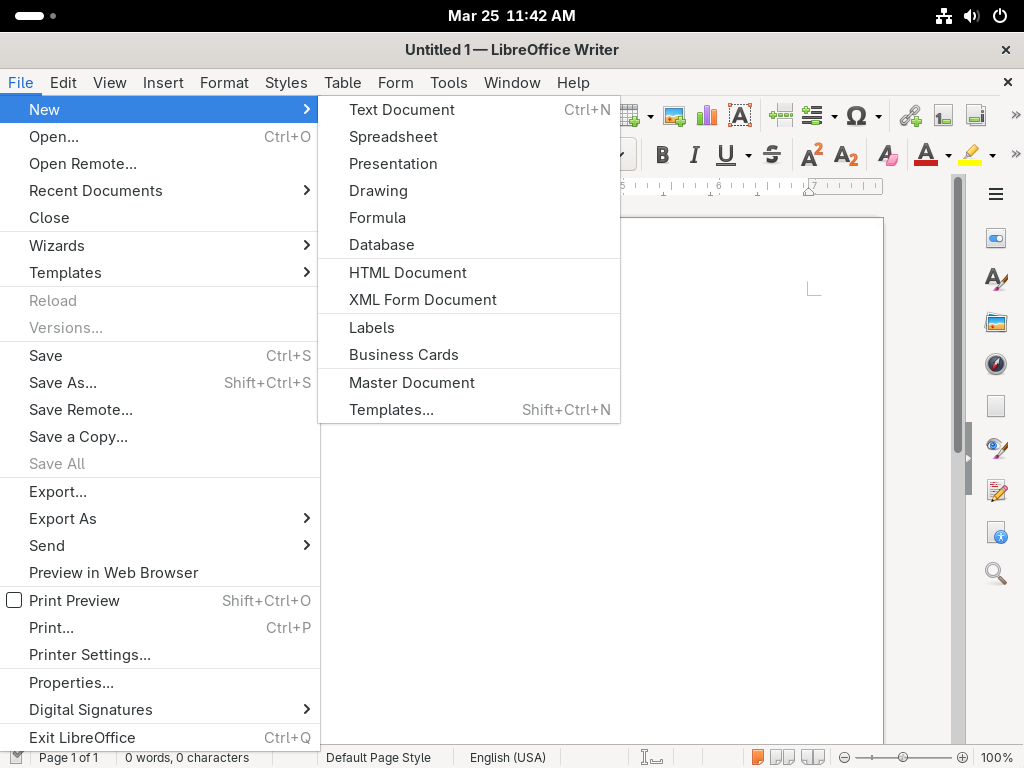 Mar 25 11:42 AM
Untitled 1 — LibreOffice Writer
File Edit View Insert Format Styles Table Form Tools Window Help
New
Open... Ctrl+O
Open Remote...
Recent Documents
Close
Wizards
Templates
Reload
Versions...
Save Ctrl+S
Save As... Shift+Ctrl+S
Save Remote...
Save a Copy...
Save All
Export...
Export As
Send
Preview in Web Browser
Print Preview Shift+Ctrl+O
Print... Ctrl+P
Printer Settings...
Properties...
Digital Signatures
Exit LibreOffice Ctrl+Q
Text Document Ctrl+N
Spreadsheet
Presentation
Drawing
Formula
Database
HTML Document
XML Form Document
Labels
Business Cards
Master Document
Templates... Shift+Ctrl+N
5 6 7
Page 1 of 1 0 words, 0 characters Default Page Style English (USA) 100%